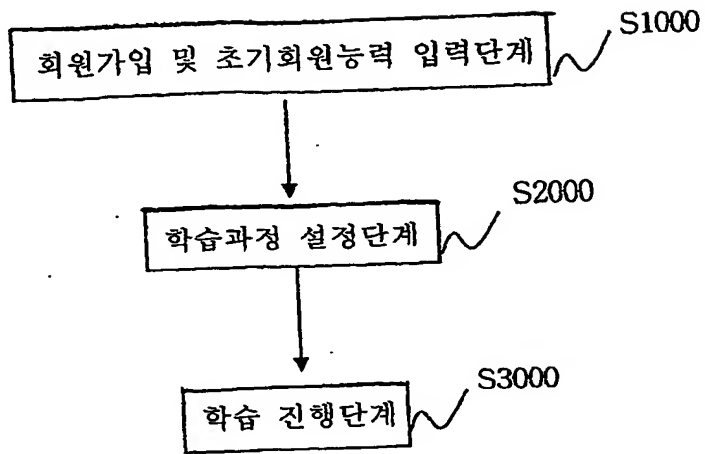 S1000
회원가입 및 초기회원능력 입력단계
S2000
학습과정 설정단계
S3000
학습 진행단계